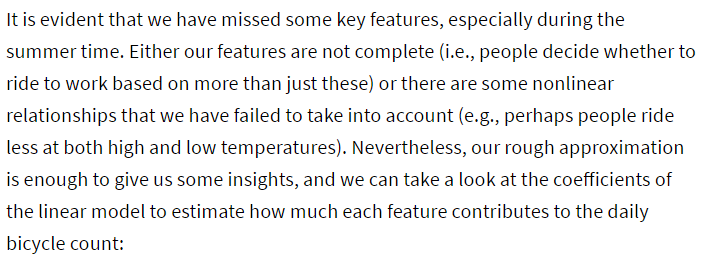 It is evident that we have missed some key features, especially during the
summer time. Either our features are not complete (i.e., people decide whether to
ride to work based on more than just these) or there are some nonlinear
relationships that we have failed to take into account (e.g., perhaps people ride
less at both high and low temperatures). Nevertheless, our rough approximation
is enough to give us some insights, and we can take a look at the coefficients of
the linear model to estimate how much each feature contributes to the daily
bicycle count: